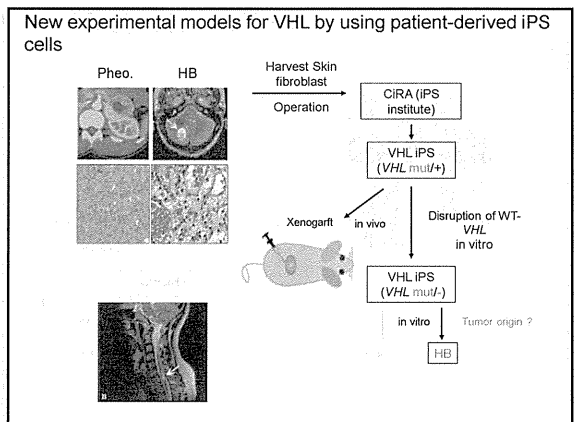 New experimental models for VHL by using patient-derived iPS
cells
Pheo.
HB
Harvest Skin
fibroblast
Operation
CiRA (iPS
institute)
VHL iPS
(VHL mut/+)
Xenogarft
in vivo
Disruption of WT-
VHL
in vitro
VHL iPS
(VHL mut/-)
in vitro
Tumor origin ?
HB
B